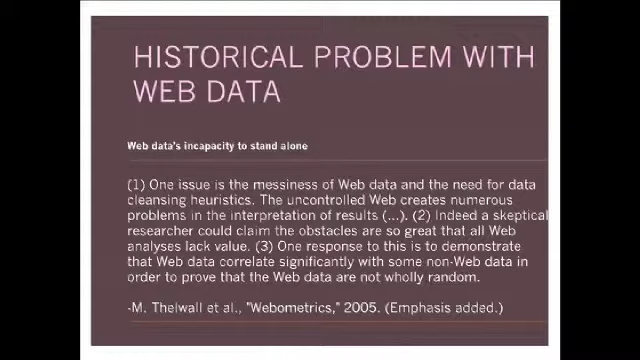 HISTORICAL PROBLEM WITH
WEB DATA
Web data's incapacity to stand alone
(1) One issue is the messiness of Web data and the need for data
cleansing heuristics. The uncontrolled Web creates numerous
problems in the interpretation of results (...). (2) Indeed a skeptical
researcher could claim the obstacles are so great that all Web
analyses lack value. (3) One response to this is to demonstrate
that Web data correlate significantly with some non-Web data in
order to prove that the Web data are not wholly random.
-M. Thelwall et al., "Webometrics," 2005. (Emphasis added.)